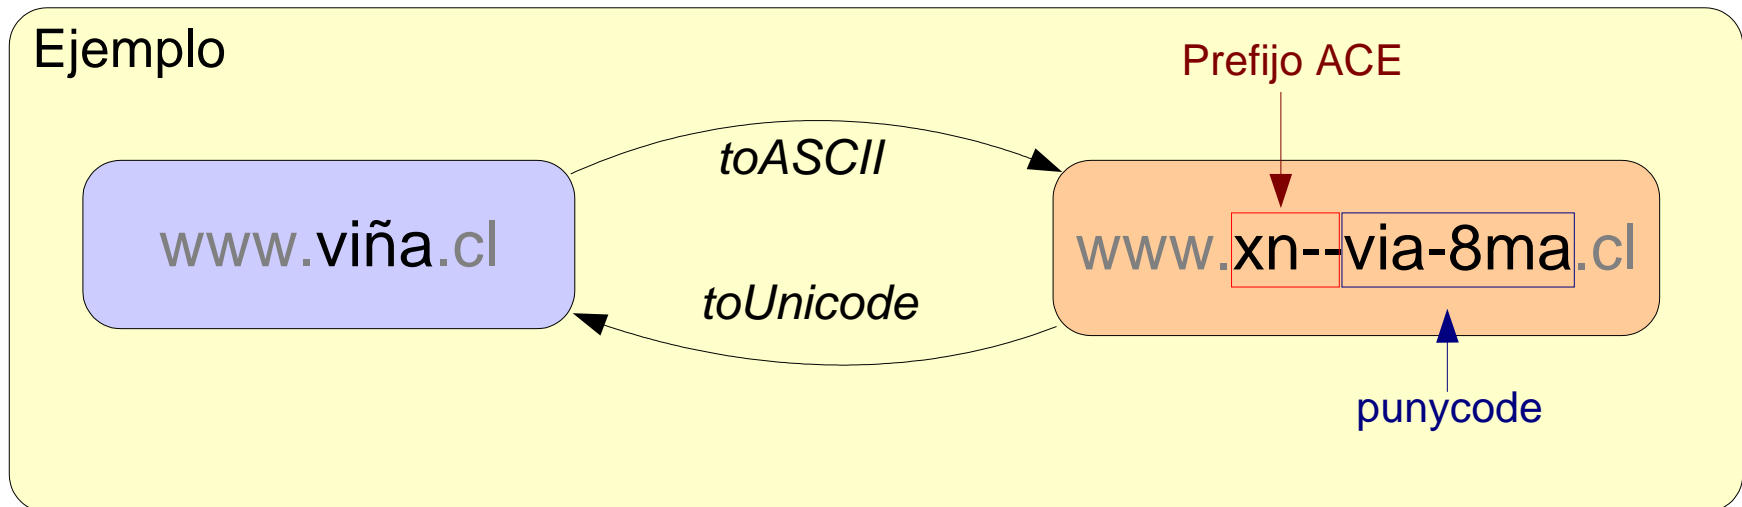 Ejemplo
Prefijo ACE
toASCII
www.viña.cl
www.xn--via-8ma.cl
toUnicode
punycode